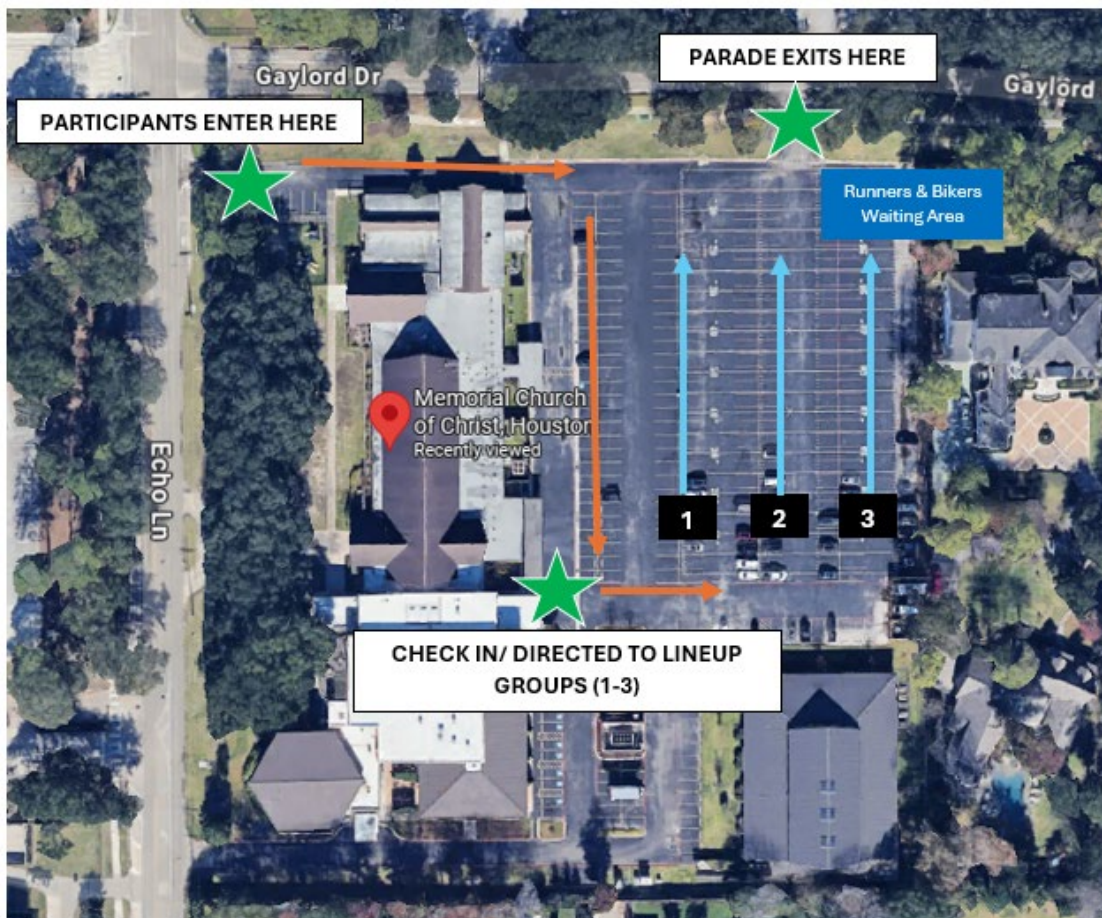 Gaylord Dr
PARADE EXITS HERE
Gaylord
PARTICIPANTS ENTER HERE
Runners & Bikers
Waiting Area
Memorial Church
of Christ, Houston
Recently viewed
Echo Ln
1
2
3
CHECK IN/ DIRECTED TO LINEUP
GROUPS (1-3)